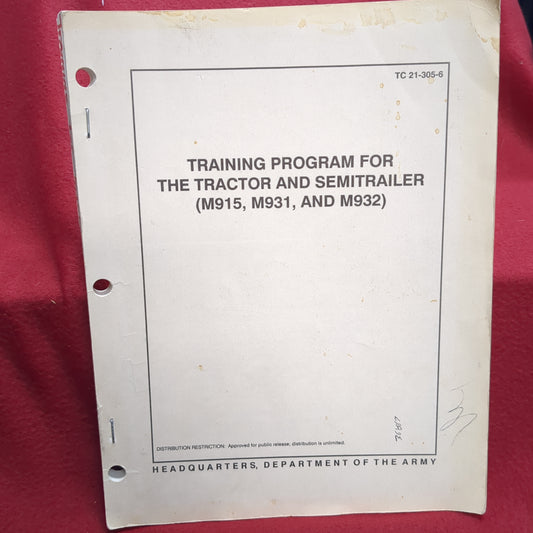 TC 21-305-6
TRAINING PROGRAM FOR
THE TRACTOR AND SEMITRAILER
(M915, M931, AND M932)
DISTRIBUTION RESTRICTION: Approved for public release; distribution is unlimited.
HEADQUARTERS, DEPARTMENT OF THE ARMY